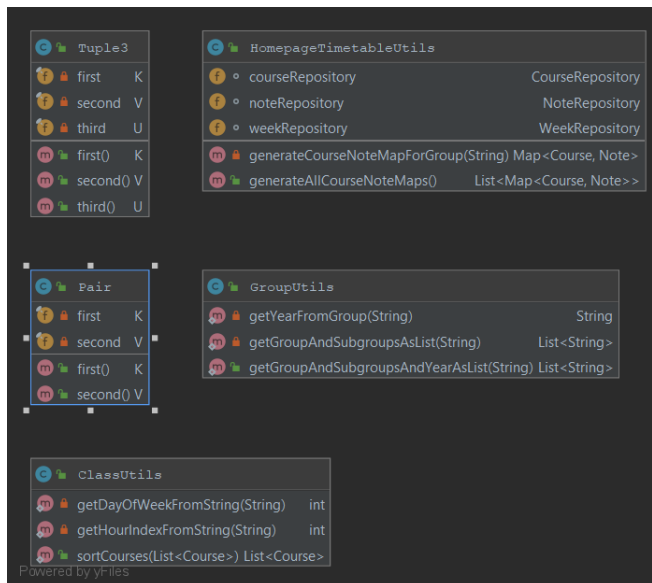 Tuple3
first K
second V
third U
first() K
second() V
third() U
HomepageTimetableUtils
courseRepository CourseRepository
noteRepository NoteRepository
weekRepository WeekRepository
generateCourseNoteMapForGroup(String) Map<Course, Note>
generateAllCourseNoteMaps() List<Map<Course, Note>>
Pair
first K
second V
first() K
second() V
GroupUtils
getYearFromGroup(String) String
getGroupAndSubgroupsAsList(String) List<String>
getGroupAndSubgroupsAndYearAsList(String) List<String>
ClassUtils
getDayOfWeekFromString(String) int
getHourIndexFromString(String) int
sortCourses(List<Course>) List<Course>
Powered by yFiles